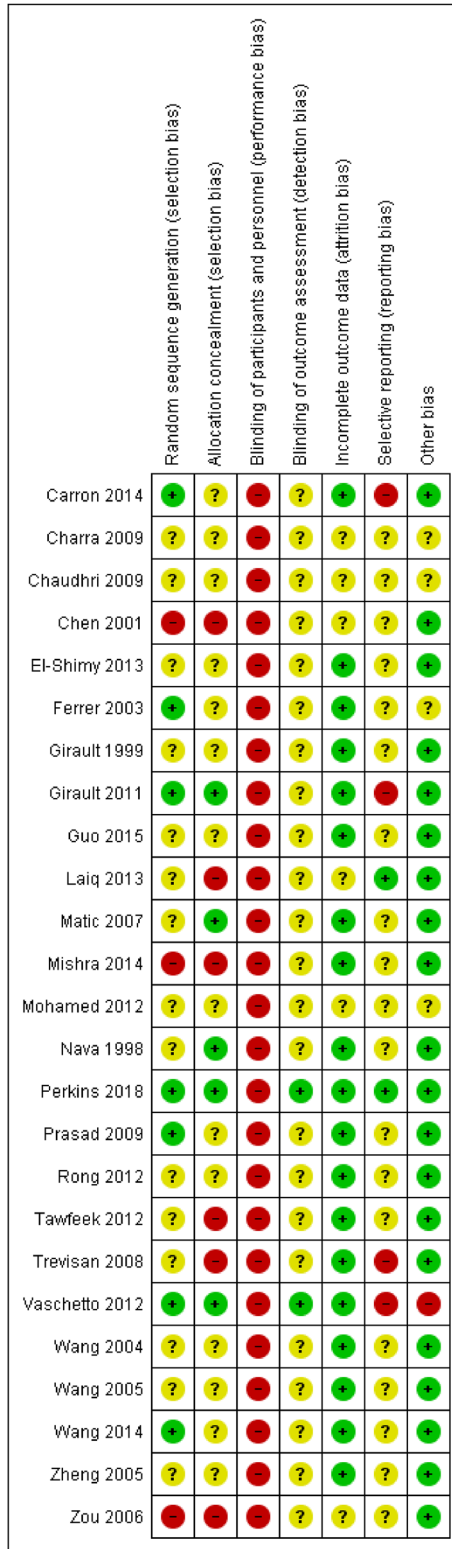 Random sequence generation (selection bias)
Allocation concealment (selection bias)
Blinding of participants and personnel (performance bias)
Blinding of outcome assessment (detection bias)
Incomplete outcome data (attrition bias)
Selective reporting (reporting bias)
Other bias
Carron 2014 + ? - ? + - +
Charra 2009 ? ? - ? ? ? ?
Chaudhri 2009 ? ? - ? ? ? ?
Chen 2001 - - - ? ? ? +
El-Shimy 2013 ? ? - ? + ? +
Ferrer 2003 + ? - ? + ? ?
Girault 1999 ? ? - ? + ? +
Girault 2011 + + - ? + - +
Guo 2015 ? ? - ? + ? +
Laiq 2013 ? - - ? ? + +
Matic 2007 ? + - ? + ? +
Mishra 2014 - - - ? + ? +
Mohamed 2012 ? ? - ? ? ? ?
Nava 1998 ? + - ? + ? +
Perkins 2018 + + - + + + +
Prasad 2009 + ? - ? + ? +
Rong 2012 ? ? - ? + ? +
Tawfeek 2012 ? - - ? + ? +
Trevisan 2008 ? - - ? + - +
Vaschetto 2012 + + - + + - -
Wang 2004 ? ? - ? + ? +
Wang 2005 ? ? - ? + ? +
Wang 2014 + ? - ? + ? +
Zheng 2005 ? ? - ? + ? +
Zou 2006 - - - ? ? ? +